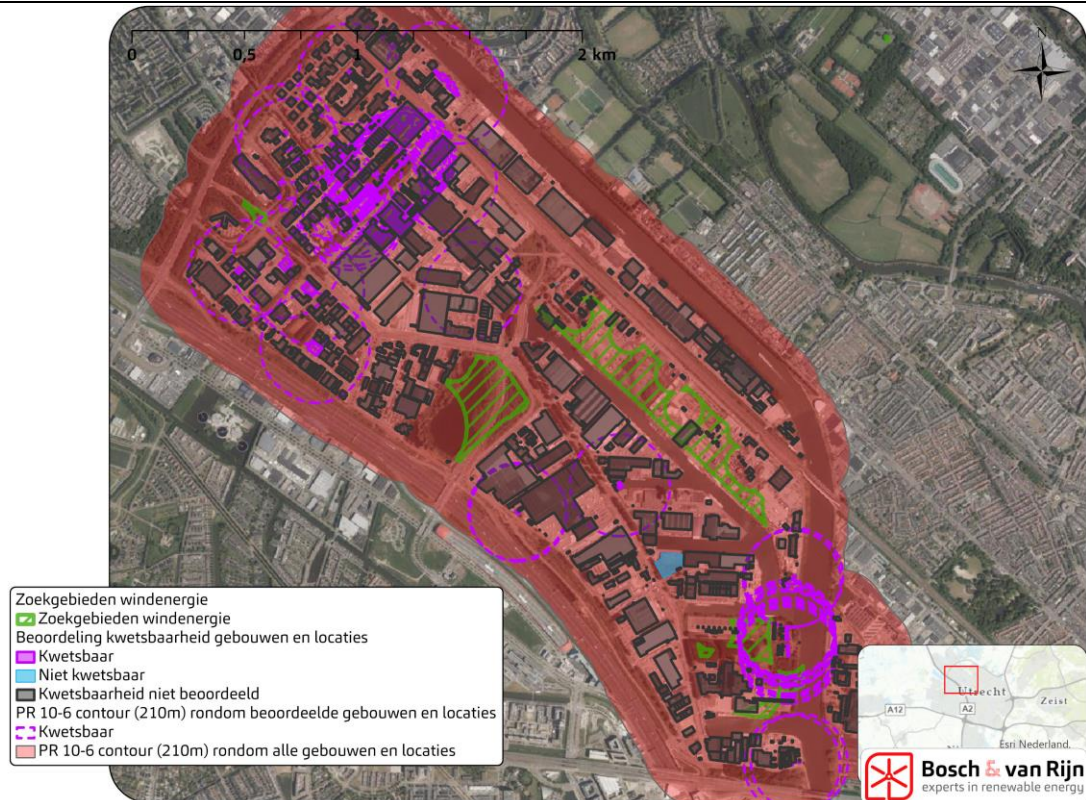 0
0,5
1
2 km
N
Zoekgebieden windenergie
Zoekgebieden windenergie
Beoordeling kwetsbaarheid gebouwen en locaties
Kwetsbaar
Niet kwetsbaar
Kwetsbaarheid niet beoordeeld
PR 10-6 contour (210m) rondom beoordeelde gebouwen en locaties
Kwetsbaar
PR 10-6 contour (210m) rondom alle gebouwen en locaties
Utrecht
Zeist
A12
A2
Esri Nederland,
Bosch & van Rijn
experts in renewable energy